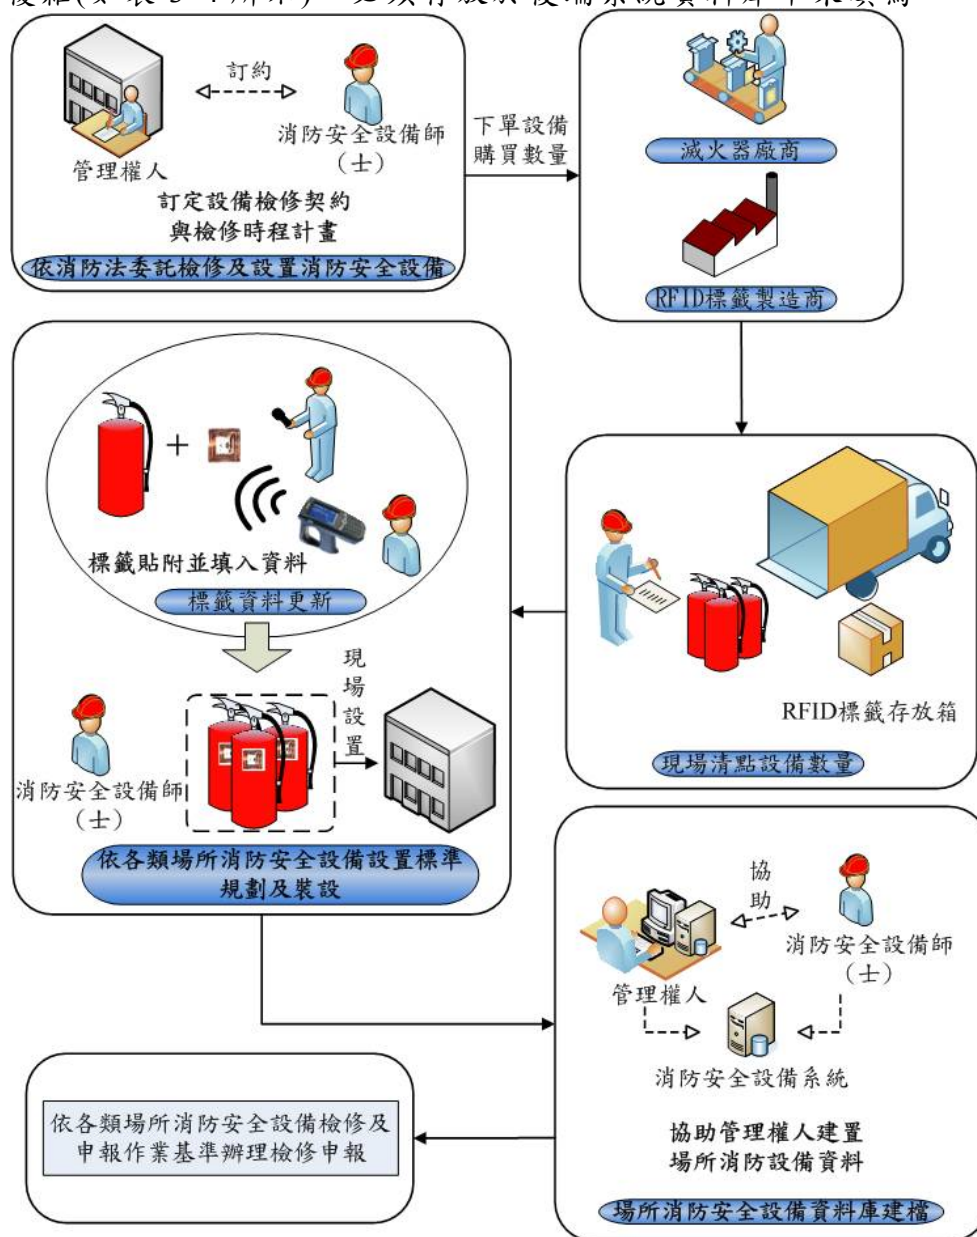 訂約
管理權人
消防安全設備師
(士)
訂定設備檢修契約
與檢修時程計畫
依消防法委託檢修及設置消防安全設備
下單設備
購買數量
滅火器廠商
RFID標籤製造商
RFID標籤存放箱
現場清點設備數量
+
標籤貼附並填入資料
標籤資料更新
現場設置
消防安全設備師
(士)
依各類場所消防安全設備設置標準
規劃及裝設
協助
管理權人
消防安全設備師
(士)
消防安全設備系統
協助管理權人建置
場所消防設備資料
場所消防安全設備資料庫建檔
依各類場所消防安全設備檢修及
申報作業基準辦理檢修申報